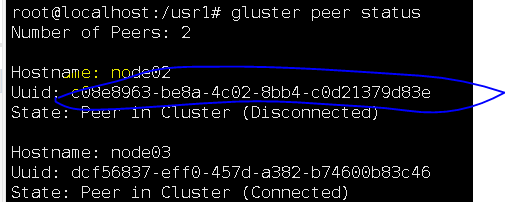 root@localhost:/usr1# gluster peer status
Number of Peers: 2
Hostname: node02
Uuid: c08e8963-be8a-4c02-8bb4-c0d21379d83e
State: Peer in Cluster (Disconnected)
Hostname: node03
Uuid: dcf56837-eff0-457d-a382-b74600b83c46
State: Peer in Cluster (Connected)